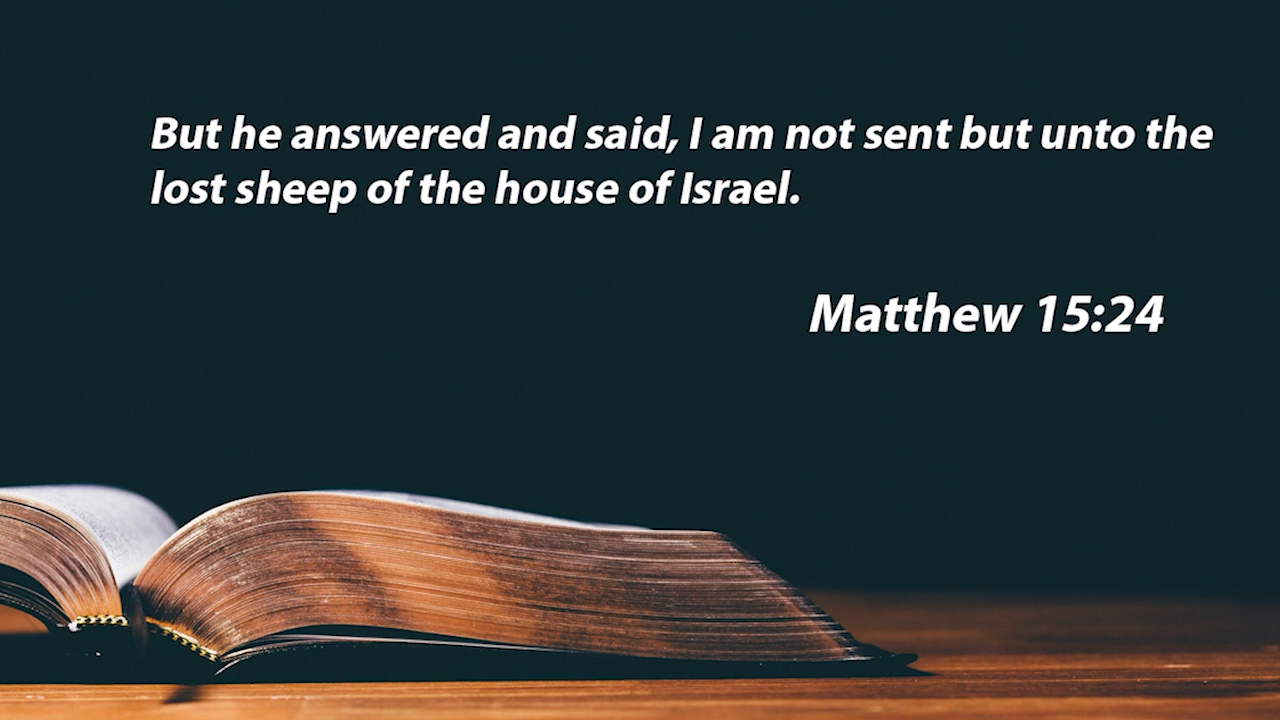 But he answered and said, I am not sent but unto the
lost sheep of the house of Israel.
Matthew 15:24